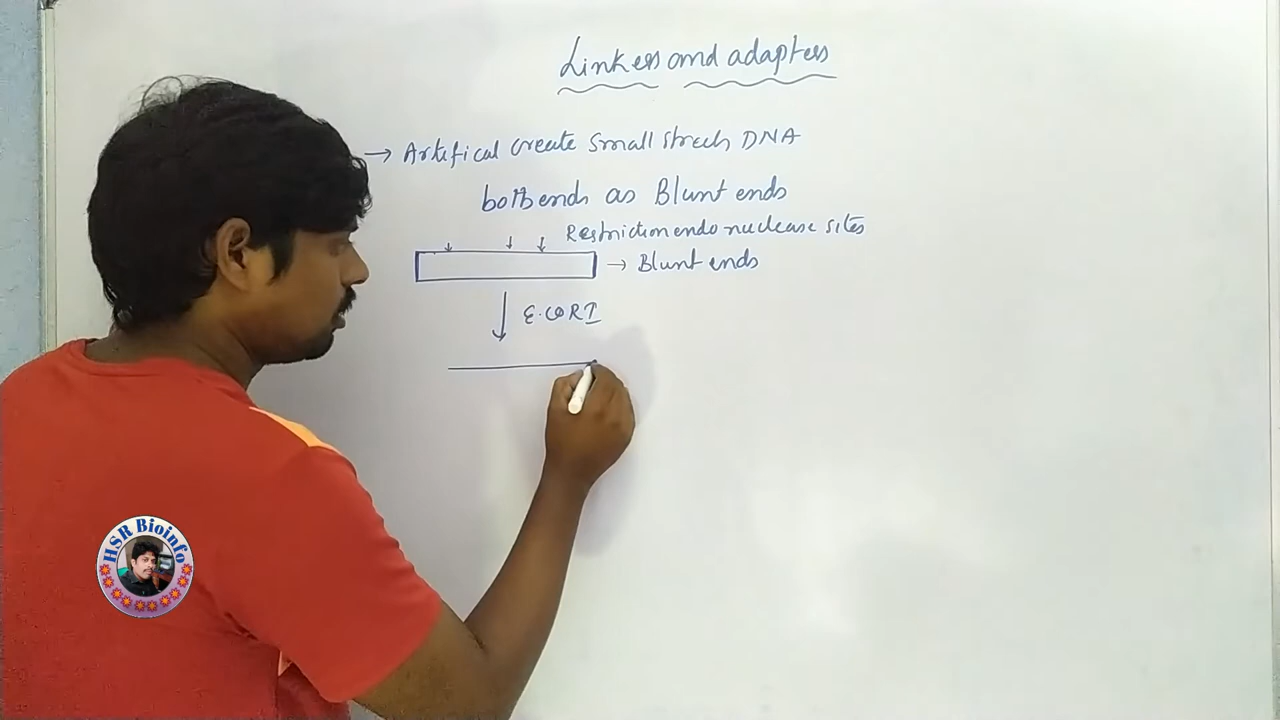 Linkers and adapters
→ Artifical create small strech DNA
both ends as Blunt ends
Restriction endo nuclease sites
→ Blunt ends
E.CORI
HSR Bioinfo